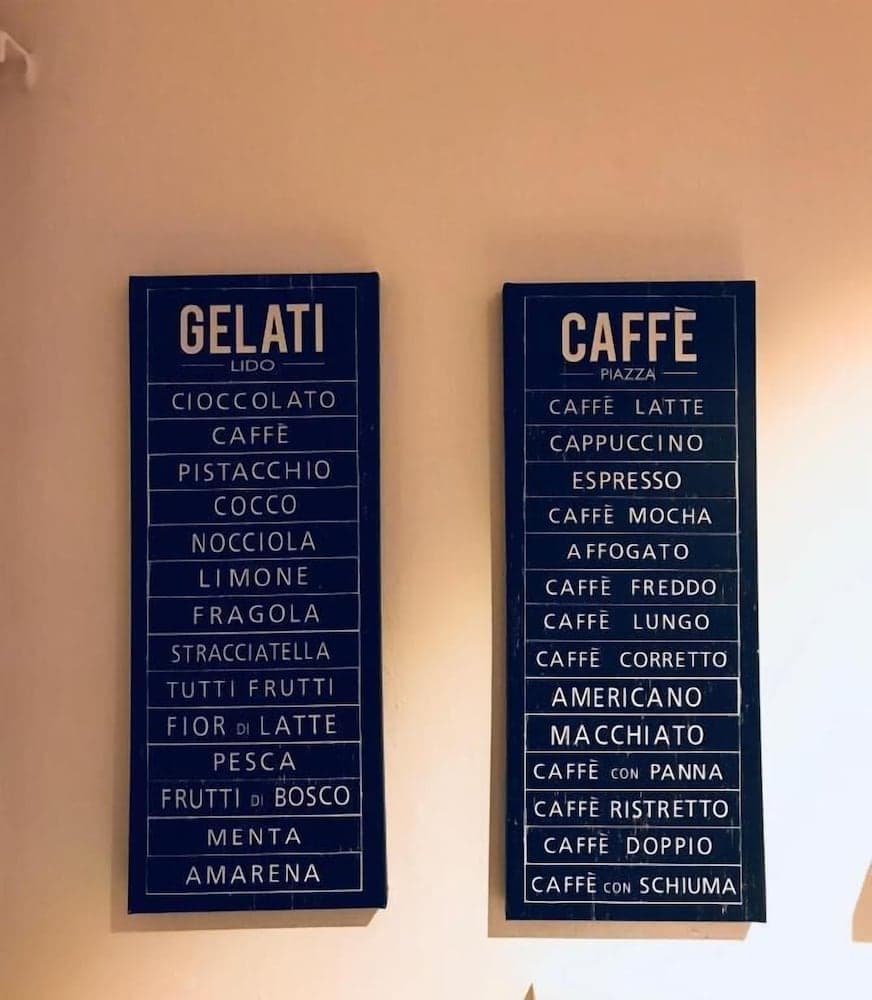 GELATI
LIDO
CIOCCOLATO
CAFFÈ
PISTACCHIO
COCCO
NOCCIOLA
LIMONE
FRAGOLA
STRACCIATELLA
TUTTI FRUTTI
FIOR DI LATTE
PESCA
FRUTTI DI BOSCO
MENTA
AMARENA
CAFFÈ
PIAZZA
CAFFÈ LATTE
CAPPUCCINO
ESPRESSO
CAFFÈ MOCHA
AFFOGATO
CAFFÈ FREDDO
CAFFÈ LUNGO
CAFFÈ CORRETTO
AMERICANO
MACCHIATO
CAFFÈ CON PANNA
CAFFÈ RISTRETTO
CAFFÈ DOPPIO
CAFFÈ CON SCHIUMA